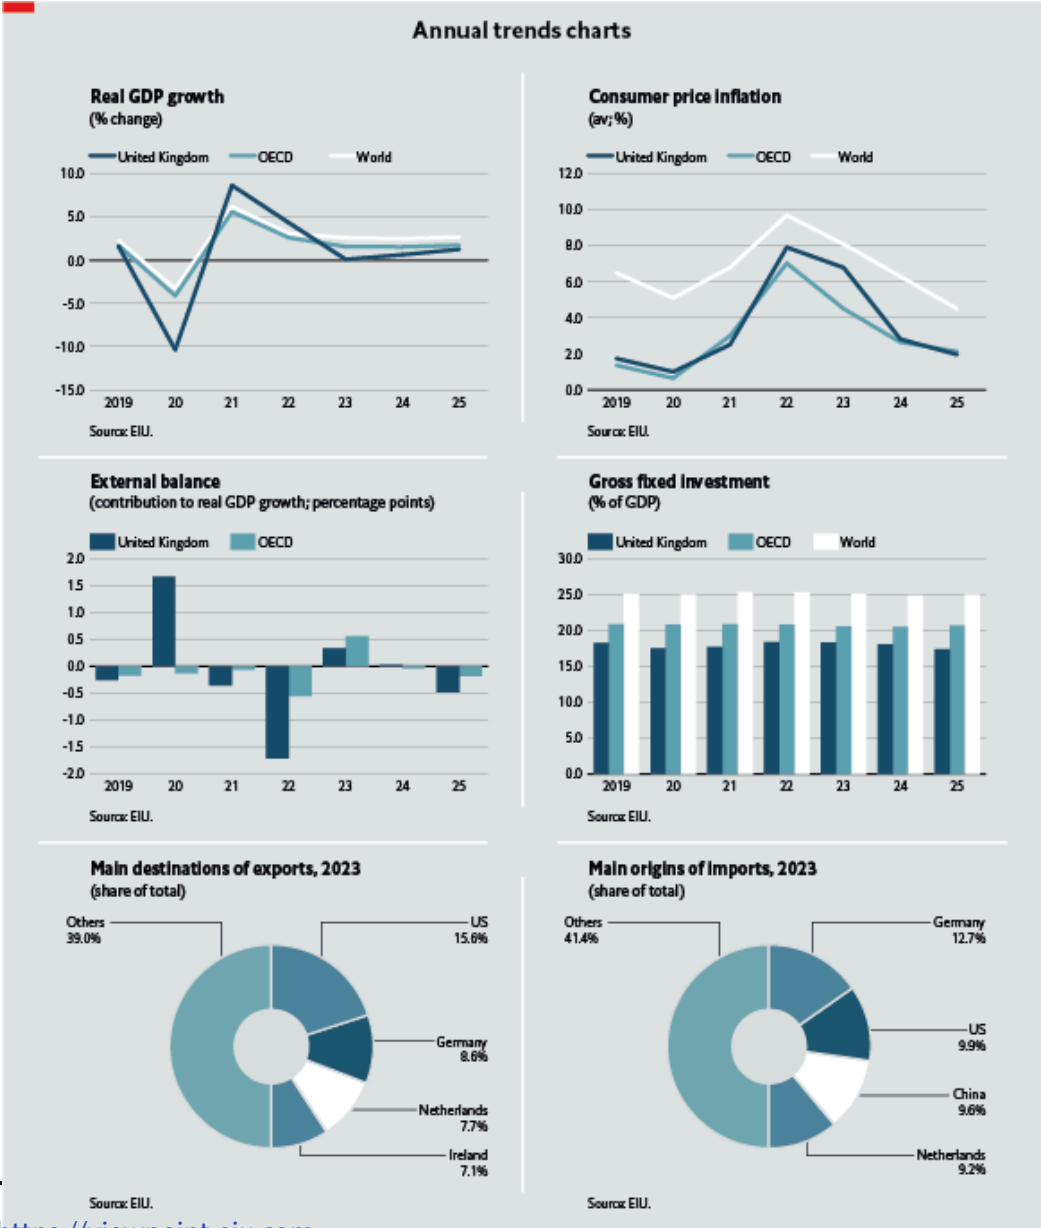 Annual trends charts
Real GDP growth
(% change)
United Kingdom OECD World
10.0
5.0
0.0
-5.0
-10.0
-15.0
2019 20 21 22 23 24 25
Source: EIU.
Consumer price inflation
(av; %)
United Kingdom OECD World
12.0
10.0
8.0
6.0
4.0
2.0
0.0
2019 20 21 22 23 24 25
Source: EIU.
External balance
(contribution to real GDP growth; percentage points)
United Kingdom OECD
2.0
1.5
1.0
0.5
0.0
-0.5
-1.0
-1.5
-2.0
2019 20 21 22 23 24 25
Source: EIU.
Gross fixed investment
(% of GDP)
United Kingdom OECD World
30.0
25.0
20.0
15.0
10.0
5.0
0.0
2019 20 21 22 23 24 25
Source: EIU.
Main destinations of exports, 2023
(share of total)
Others
39.0%
US
15.6%
Germany
8.6%
Netherlands
7.7%
Ireland
7.1%
Source: EIU.
Main origins of imports, 2023
(share of total)
Others
41.4%
Germany
12.7%
US
9.9%
China
9.6%
Netherlands
9.2%
Source: EIU.